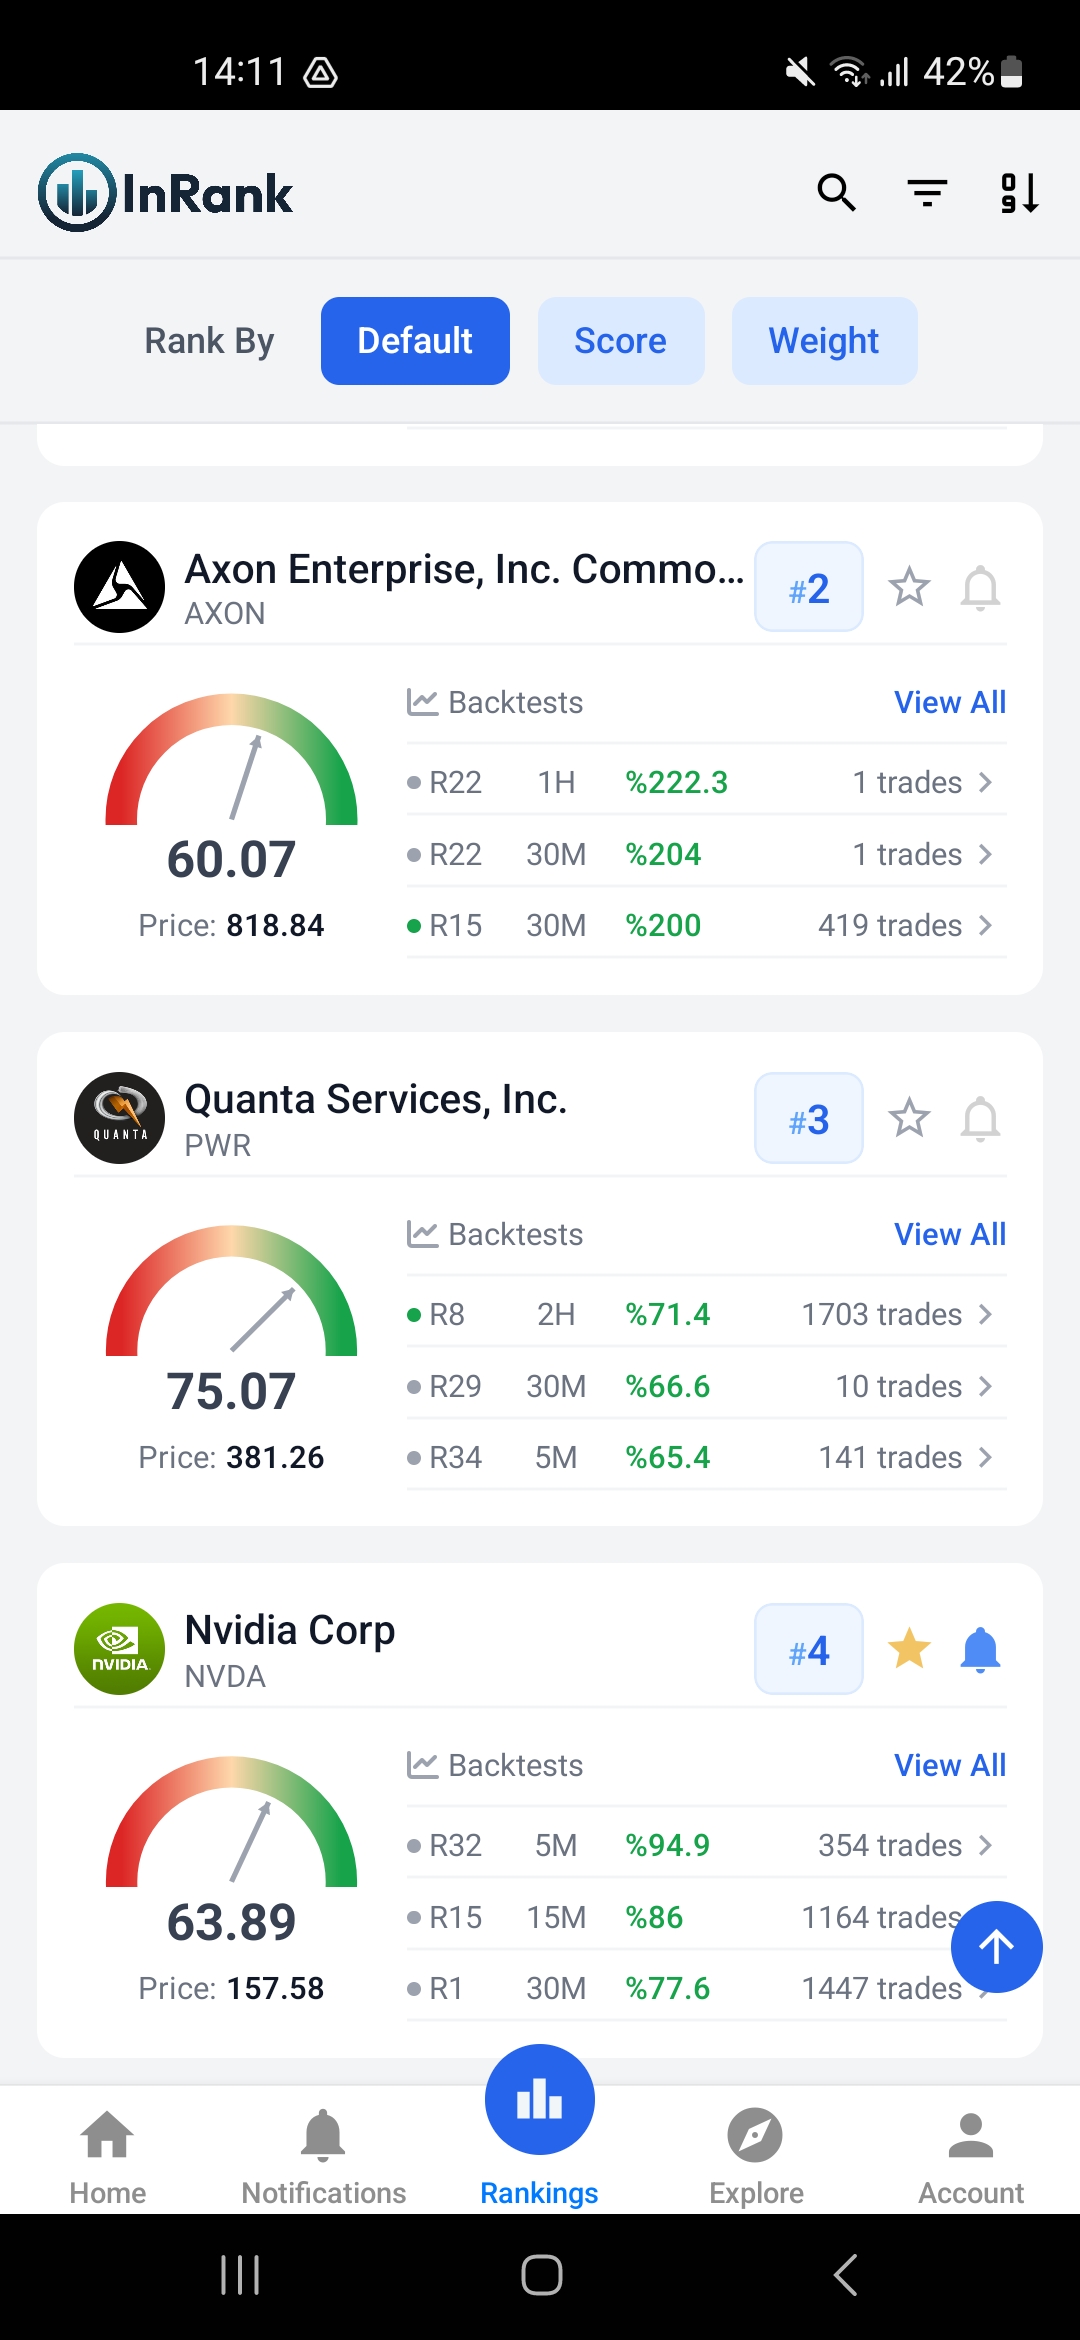 14:11 42%
InRank
Rank By Default Score Weight
Axon Enterprise, Inc. Commo... #2
AXON
Backtests View All
R22 1H %222.3 1 trades
R22 30M %204 1 trades
R15 30M %200 419 trades
60.07
Price: 818.84
Quanta Services, Inc. #3
QUANTA
PWR
Backtests View All
R8 2H %71.4 1703 trades
R29 30M %66.6 10 trades
R34 5M %65.4 141 trades
75.07
Price: 381.26
Nvidia Corp #4
NVIDIA
NVDA
Backtests View All
R32 5M %94.9 354 trades
R15 15M %86 1164 trades
R1 30M %77.6 1447 trades
63.89
Price: 157.58
Home Notifications Rankings Explore Account